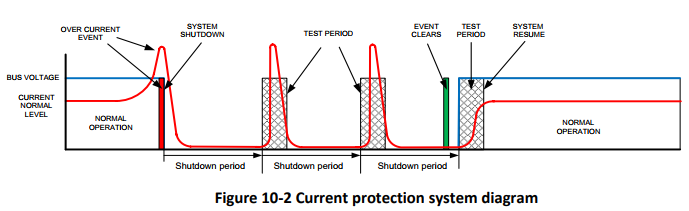 OVER CURRENT
EVENT
SYSTEM
SHUTDOWN
TEST PERIOD
EVENT
CLEARS
TEST
PERIOD
SYSTEM
RESUME
BUS VOLTAGE
CURRENT
NORMAL
LEVEL
NORMAL
OPERATION
NORMAL
OPERATION
Shutdown period
Shutdown period
Shutdown period
Figure 10-2 Current protection system diagram